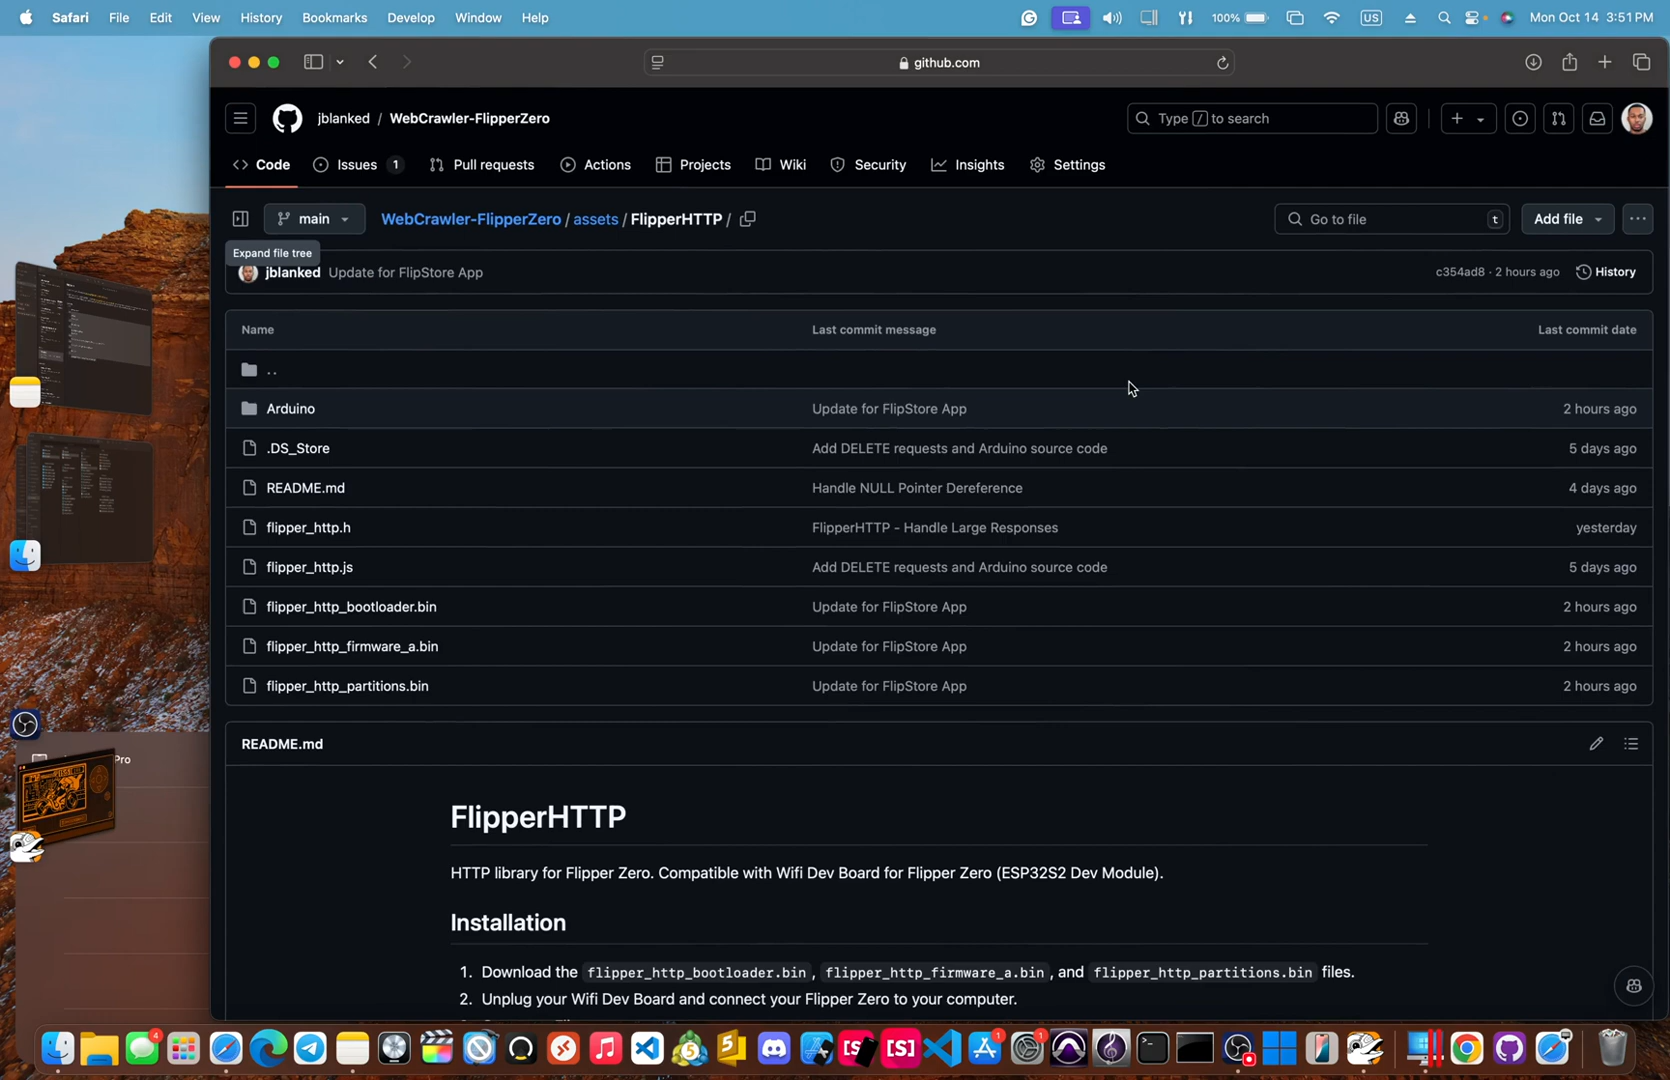 Safari File Edit View History Bookmarks Develop Window Help
100% US Mon Oct 14 3:51 PM
github.com
jblanked / WebCrawler-FlipperZero
Type / to search
Code Issues 1 Pull requests Actions Projects Wiki Security Insights Settings
main WebCrawler-FlipperZero / assets / FlipperHTTP / Go to file t Add file
Expand file tree
jblanked Update for FlipStore App c354ad8 · 2 hours ago History
Name Last commit message Last commit date
..
Arduino Update for FlipStore App 2 hours ago
.DS_Store Add DELETE requests and Arduino source code 5 days ago
README.md Handle NULL Pointer Dereference 4 days ago
flipper_http.h FlipperHTTP - Handle Large Responses yesterday
flipper_http.js Add DELETE requests and Arduino source code 5 days ago
flipper_http_bootloader.bin Update for FlipStore App 2 hours ago
flipper_http_firmware_a.bin Update for FlipStore App 2 hours ago
flipper_http_partitions.bin Update for FlipStore App 2 hours ago
README.md
Pro
FlipperHTTP
HTTP library for Flipper Zero. Compatible with Wifi Dev Board for Flipper Zero (ESP32S2 Dev Module).
Installation
1. Download the flipper_http_bootloader.bin , flipper_http_firmware_a.bin , and flipper_http_partitions.bin files.
2. Unplug your Wifi Dev Board and connect your Flipper Zero to your computer.